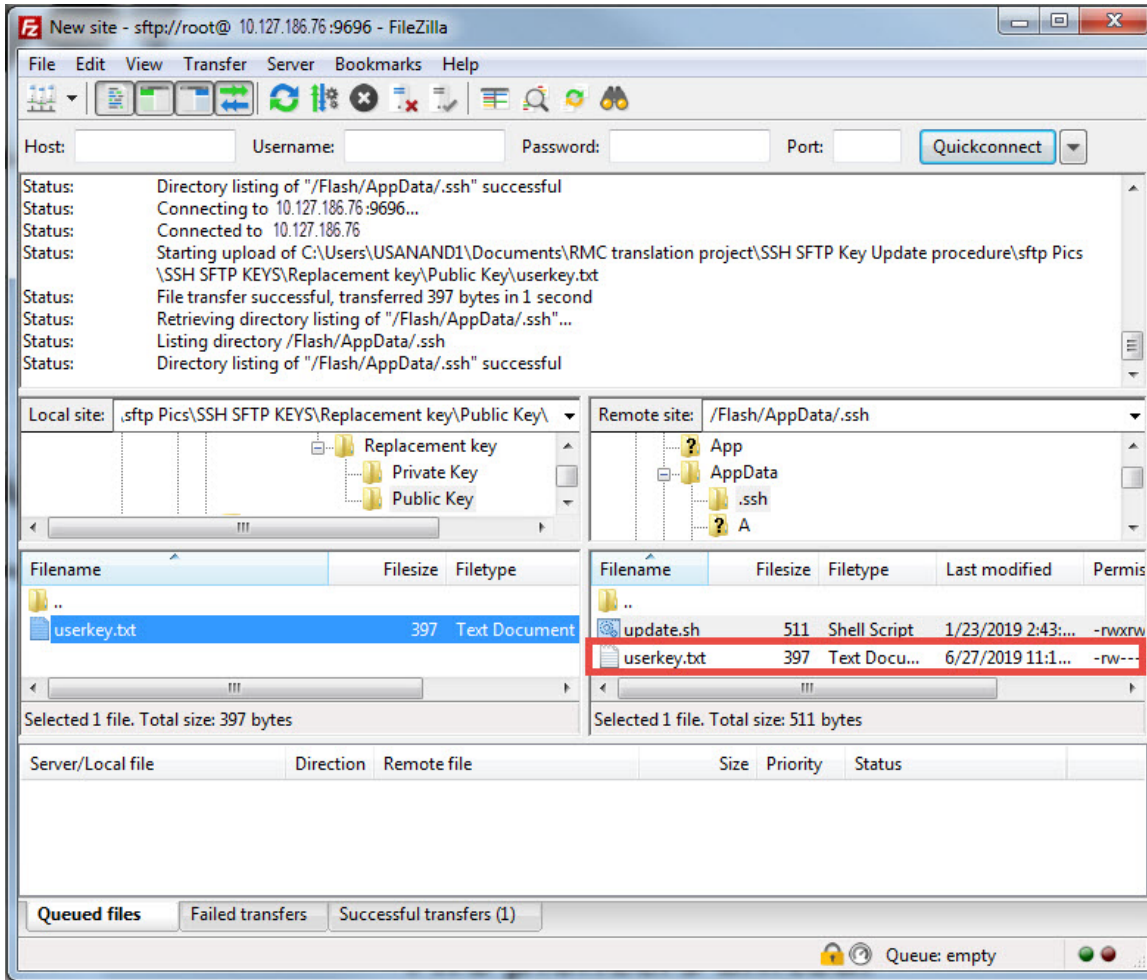 New site - sftp://root@ 10.127.186.76 :9696 - FileZilla
File Edit View Transfer Server Bookmarks Help
Host: Username: Password: Port: Quickconnect
Status: Directory listing of "/Flash/AppData/.ssh" successful
Status: Connecting to 10.127.186.76 :9696...
Status: Connected to 10.127.186.76
Status: Starting upload of C:\Users\USANAND1\Documents\RMC translation project\SSH SFTP Key Update procedure\sftp Pics
\SSH SFTP KEYS\Replacement key\Public Key\userkey.txt
Status: File transfer successful, transferred 397 bytes in 1 second
Status: Retrieving directory listing of "/Flash/AppData/.ssh"...
Status: Listing directory /Flash/AppData/.ssh
Status: Directory listing of "/Flash/AppData/.ssh" successful
Local site: \sftp Pics\SSH SFTP KEYS\Replacement key\Public Key\
Replacement key
Private Key
Public Key
Remote site: /Flash/AppData/.ssh
? App
AppData
.ssh
? A
Filename Filesize Filetype
..
userkey.txt 397 Text Document
Selected 1 file. Total size: 397 bytes
Filename Filesize Filetype Last modified Permis
..
update.sh 511 Shell Script 1/23/2019 2:43:... -rwxrw
userkey.txt 397 Text Docu... 6/27/2019 11:1... -rw---
Selected 1 file. Total size: 511 bytes
Server/Local file Direction Remote file Size Priority Status
Queued files Failed transfers Successful transfers (1)
Queue: empty